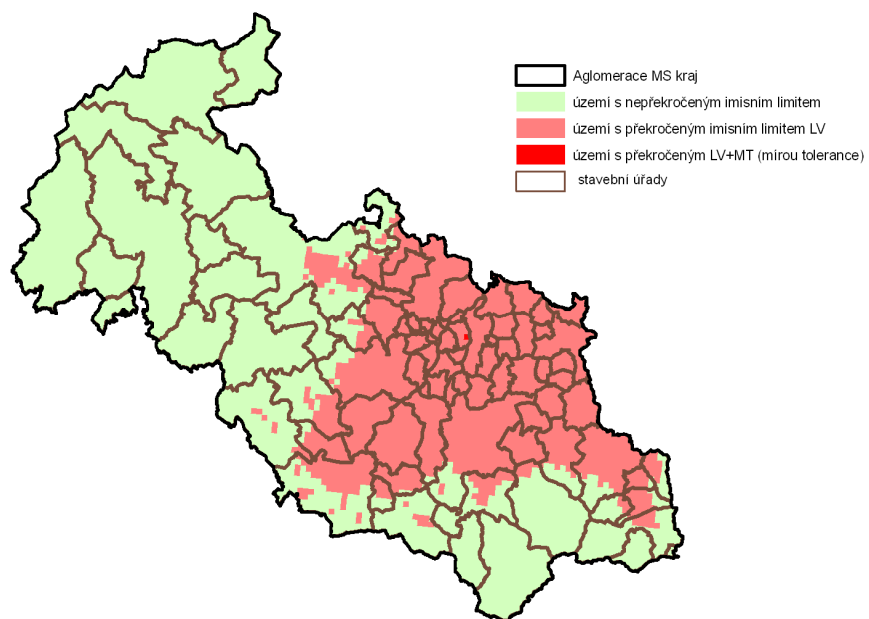 Aglomerace MS kraj
území s nepřekročeným imisním limitem
území s překročeným imisním limitem LV
území s překročeným LV+MT (mírou tolerance)
stavební úřady